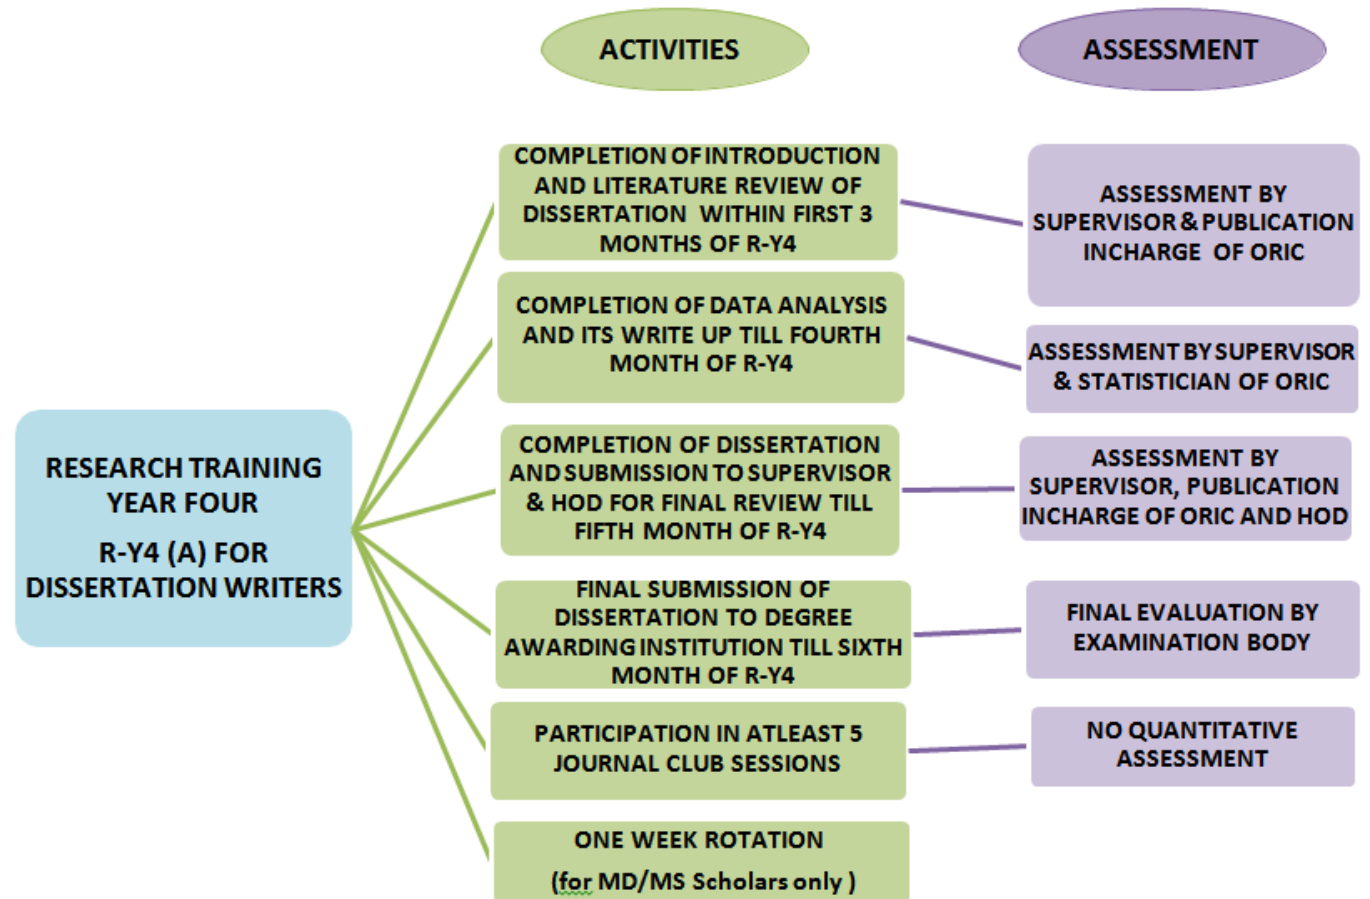 ACTIVITIES
ASSESSMENT
RESEARCH TRAINING
YEAR FOUR
R-Y4 (A) FOR
DISSERTATION WRITERS
COMPLETION OF INTRODUCTION
AND LITERATURE REVIEW OF
DISSERTATION WITHIN FIRST 3
MONTHS OF R-Y4
ASSESSMENT BY
SUPERVISOR & PUBLICATION
INCHARGE OF ORIC
COMPLETION OF DATA ANALYSIS
AND ITS WRITE UP TILL FOURTH
MONTH OF R-Y4
ASSESSMENT BY SUPERVISOR
& STATISTICIAN OF ORIC
COMPLETION OF DISSERTATION
AND SUBMISSION TO SUPERVISOR
& HOD FOR FINAL REVIEW TILL
FIFTH MONTH OF R-Y4
ASSESSMENT BY
SUPERVISOR, PUBLICATION
INCHARGE OF ORIC AND HOD
FINAL SUBMISSION OF
DISSERTATION TO DEGREE
AWARDING INSTITUTION TILL SIXTH
MONTH OF R-Y4
FINAL EVALUATION BY
EXAMINATION BODY
PARTICIPATION IN ATLEAST 5
JOURNAL CLUB SESSIONS
NO QUANTITATIVE
ASSESSMENT
ONE WEEK ROTATION
(for MD/MS Scholars only )